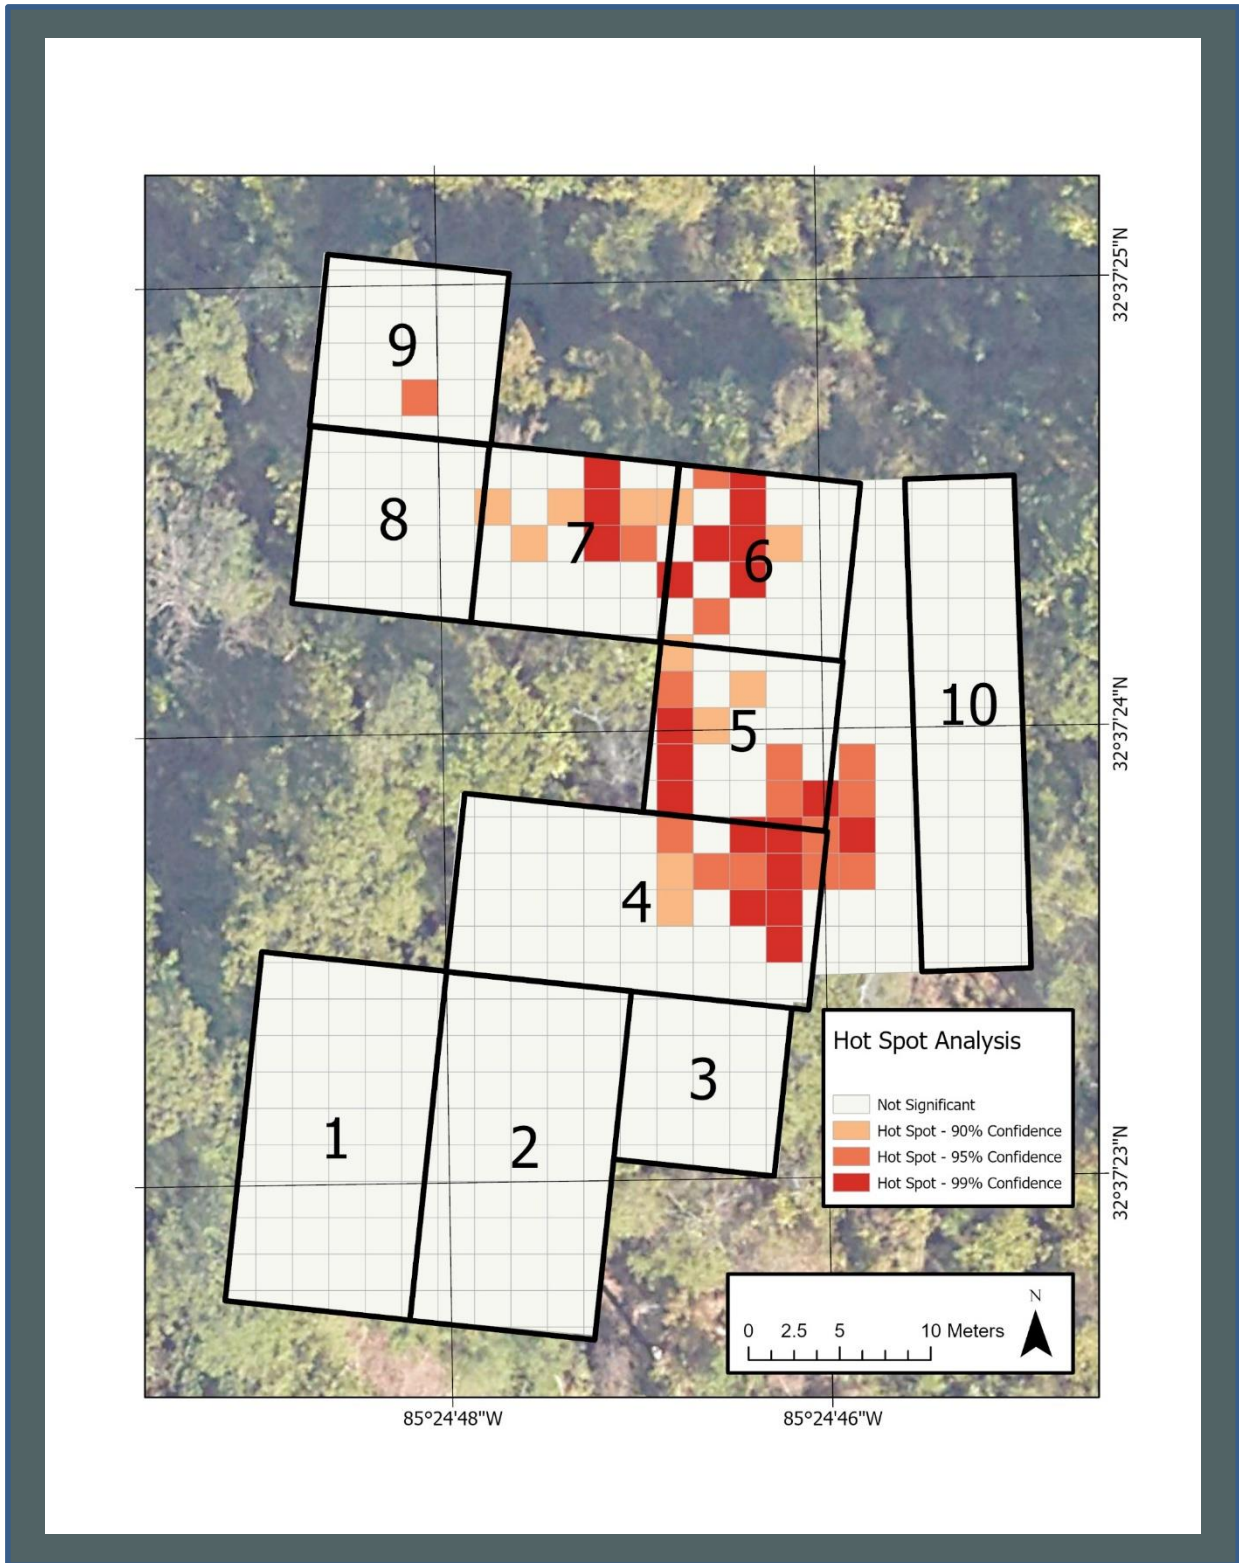 32°37'25"N
9
8
7
6
32°37'24"N
10
5
4
3
1
2
Hot Spot Analysis
Not Significant
Hot Spot - 90% Confidence
Hot Spot - 95% Confidence
Hot Spot - 99% Confidence
32°37'23"N
N
0 2.5 5 10 Meters
85°24'48"W 85°24'46"W